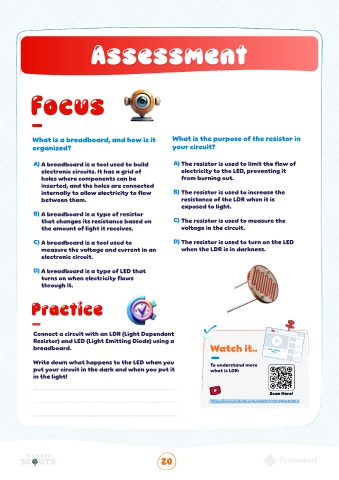 Assessment
Focus
What is a breadboard, and how is it
organized?
A) A breadboard is a tool used to build
electronic circuits. It has a grid of
holes where components can be
inserted, and the holes are connected
internally to allow electricity to flow
between them.
B) A breadboard is a type of resistor
that changes its resistance based on
the amount of light it receives.
C) A breadboard is a tool used to
measure the voltage and current in an
electronic circuit.
D) A breadboard is a type of LED that
turns on when electricity flows
through it.
What is the purpose of the resistor in
your circuit?
A) The resistor is used to limit the flow of
electricity to the LED, preventing it
from burning out.
B) The resistor is used to increase the
resistance of the LDR when it is
exposed to light.
C) The resistor is used to measure the
voltage in the circuit.
D) The resistor is used to turn on the LED
when the LDR is in darkness.
Practice
Connect a circuit with an LDR (Light Dependent
Resistor) and LED (Light Emitting Diode) using a
breadboard.
Write down what happens to the LED when you
put your circuit in the dark and when you put it
in the light!
Watch it..
To understand more
what is LDR:
Scan Here!
SCOUTS
20